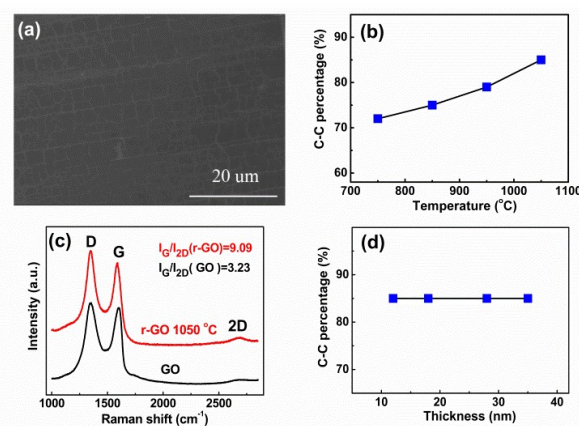 (a)
20 um
(b)
C-C percentage (%)
90
80
70
60
700 800 900 1000 1100
Temperature (°C)
(c)
D
G
I_G/I_2D(r-GO)=9.09
I_G/I_2D( GO )=3.23
r-GO 1050 °C
2D
GO
Intensity (a.u.)
1000 1500 2000 2500
Raman shift (cm⁻¹)
(d)
C-C percentage (%)
90
80
70
10 20 30 40
Thickness (nm)